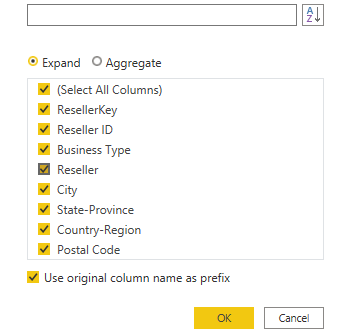 A
Z
Expand Aggregate
(Select All Columns)
ResellerKey
Reseller ID
Business Type
Reseller
City
State-Province
Country-Region
Postal Code
Use original column name as prefix
OK Cancel